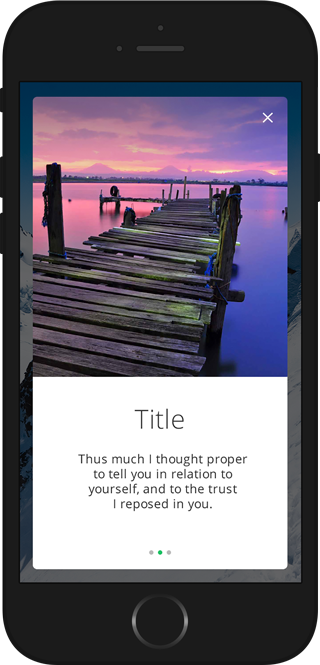 Title
Thus much I thought proper
to tell you in relation to
yourself, and to the trust
I reposed in you.